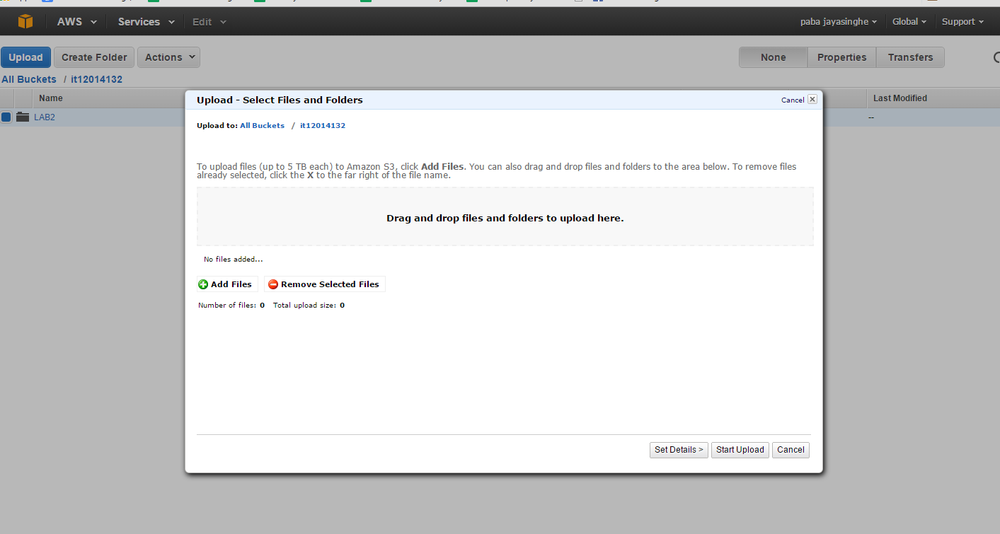 AWS Services Edit paba jayasinghe Global Support
Upload Create Folder Actions None Properties Transfers
All Buckets / it12014132
Name Last Modified
LAB2 --
Upload - Select Files and Folders Cancel
Upload to: All Buckets / it12014132
To upload files (up to 5 TB each) to Amazon S3, click Add Files. You can also drag and drop files and folders to the area below. To remove files
already selected, click the X to the far right of the file name.
Drag and drop files and folders to upload here.
No files added...
Add Files Remove Selected Files
Number of files: 0 Total upload size: 0
Set Details > Start Upload Cancel